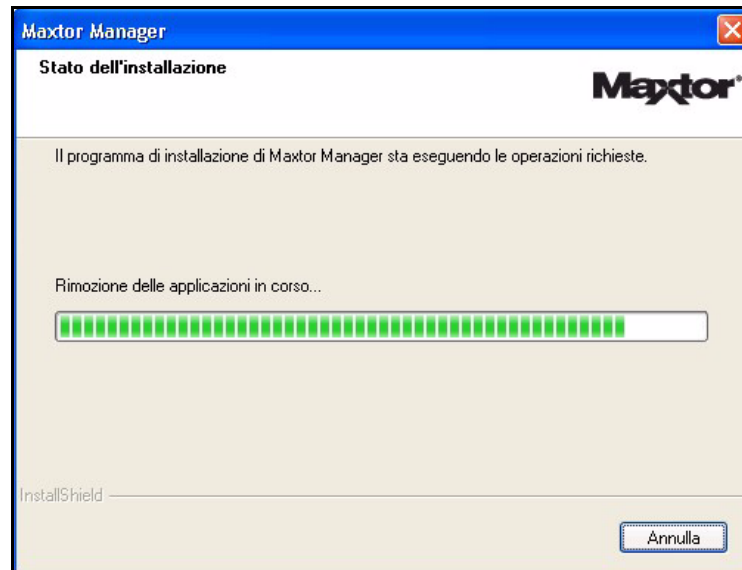 Maxtor Manager
Stato dell'installazione
Maxtor
Il programma di installazione di Maxtor Manager sta eseguendo le operazioni richieste.
Rimozione delle applicazioni in corso...
InstallShield
Annulla